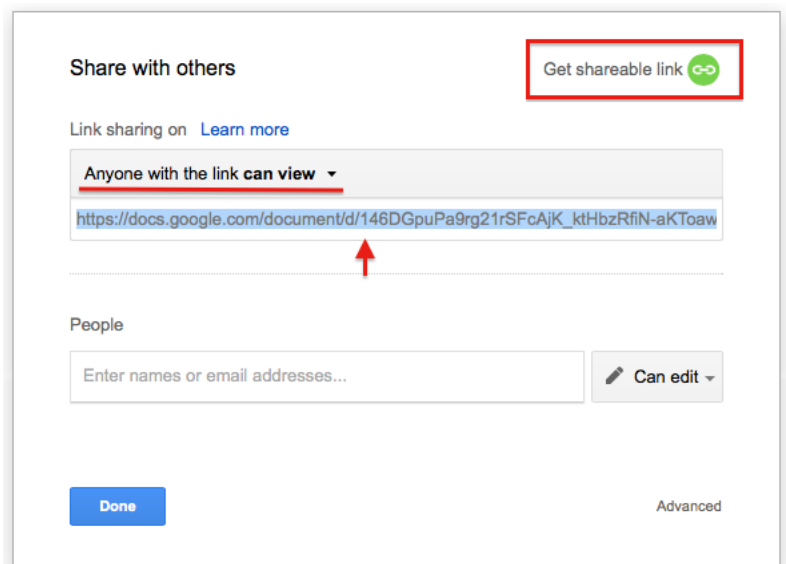 Share with others
Get shareable link
Link sharing on Learn more
Anyone with the link can view
https://docs.google.com/document/d/146DGpuPa9rg21rSFcAjK_ktHbzRfiN-aKToaw
People
Enter names or email addresses...
Can edit
Done
Advanced